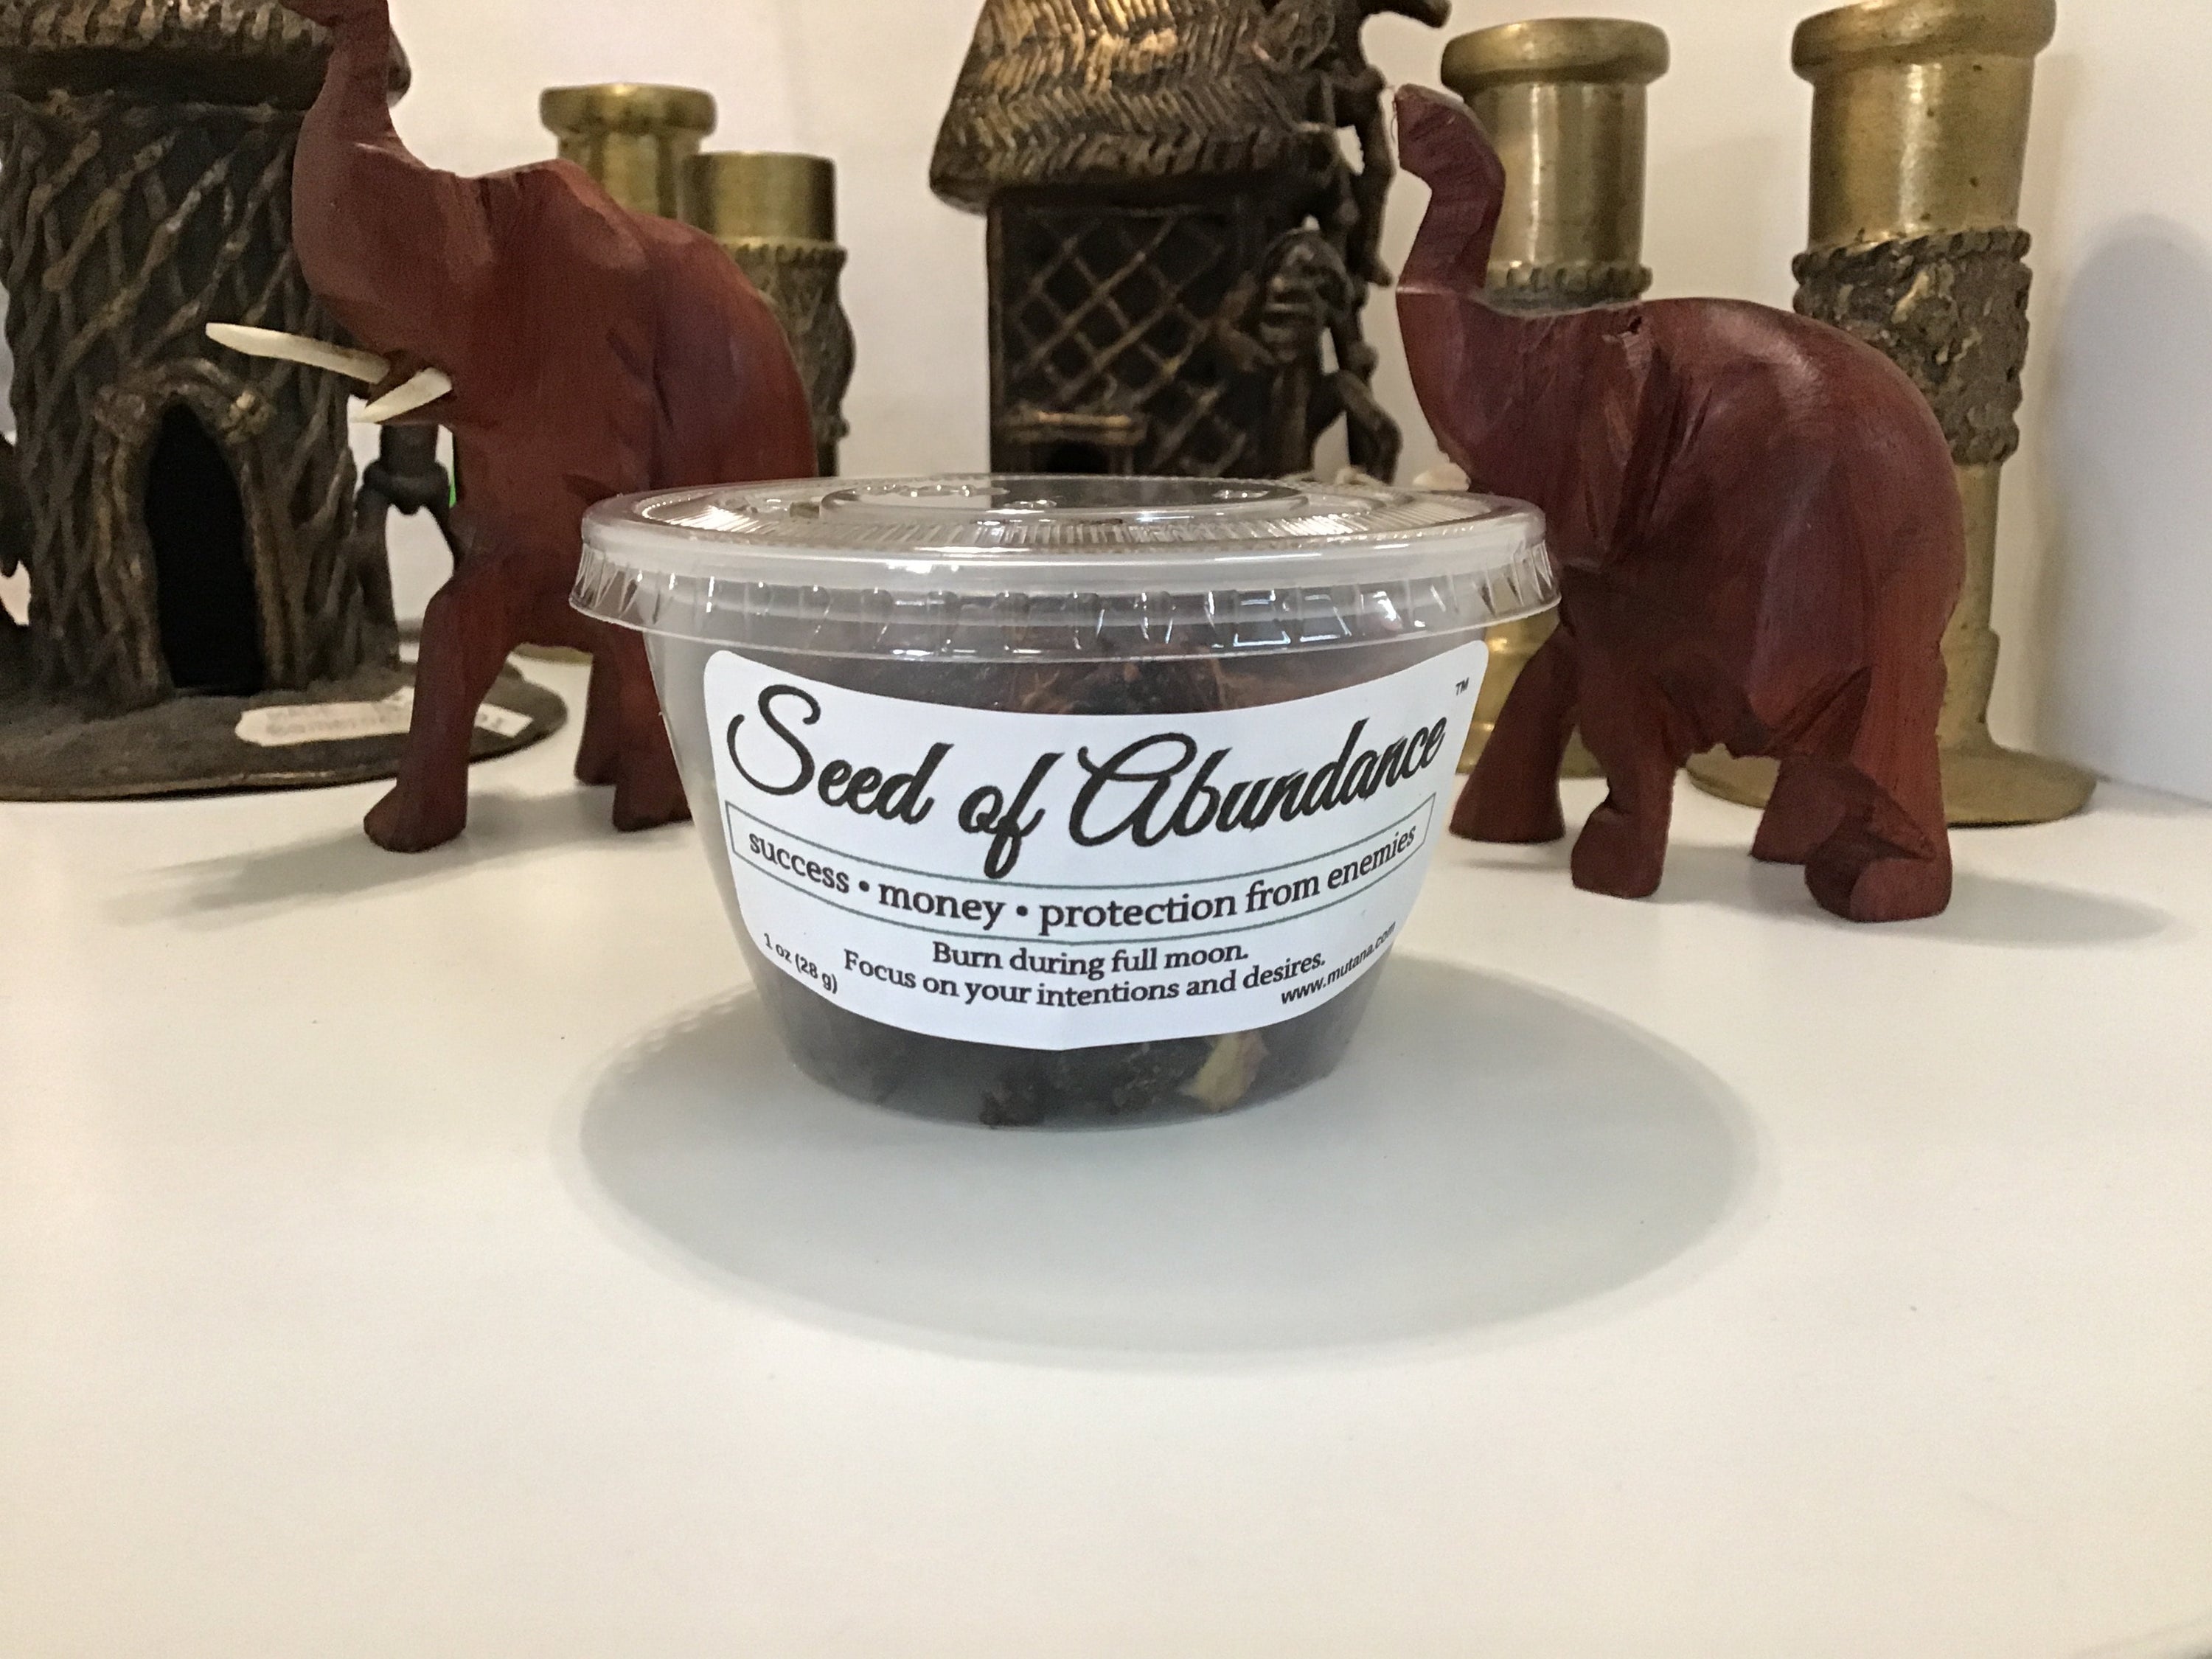 Seed of Abundance™
success • money • protection from enemies
Burn during full moon.
Focus on your intentions and desires.
1 oz (28 g)
www.mutana.com